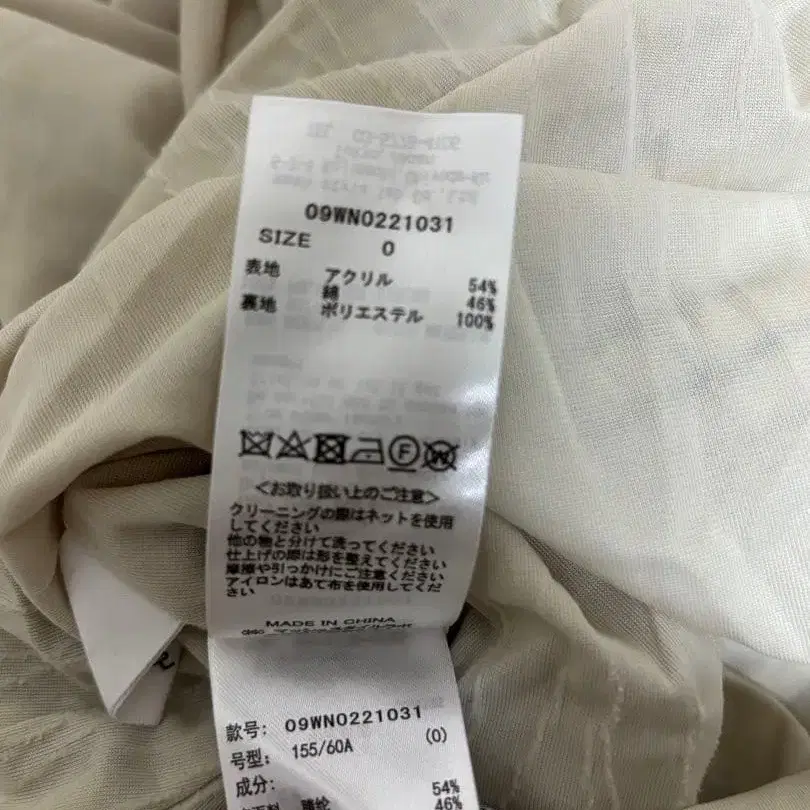 09WN0221031
SIZE 0
表地 アクリル 54%
綿 46%
裏地 ポリエステル 100%
F W
<お取り扱い上のご注意>
クリーニングの際はネットを使用
してください
他の物と分けて洗ってください
仕上げの際は形を整えてください
摩擦や引っかけにご注意ください
アイロンはあて布を使用してくだ
さい
MADE IN CHINA
款号: 09WN0221031
号型: 155/60A (0)
成分:
54%
腈纶 46%